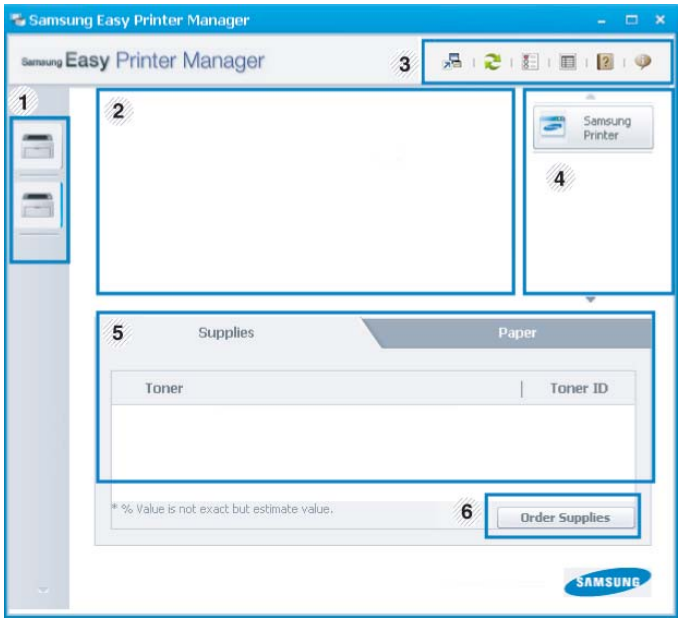 Samsung Easy Printer Manager
Samsung Easy Printer Manager
3
1
2
Samsung
Printer
4
5
Supplies
Paper
Toner
Toner ID
* % Value is not exact but estimate value.
6
Order Supplies
SAMSUNG